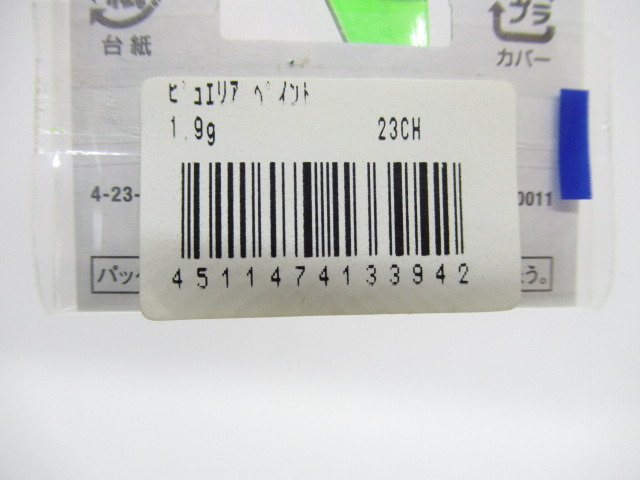 台紙
プラ
カバー
ピュエリア ペイント
1.9g 23CH
4-23-
0011
4511474133942
パッケ
う。